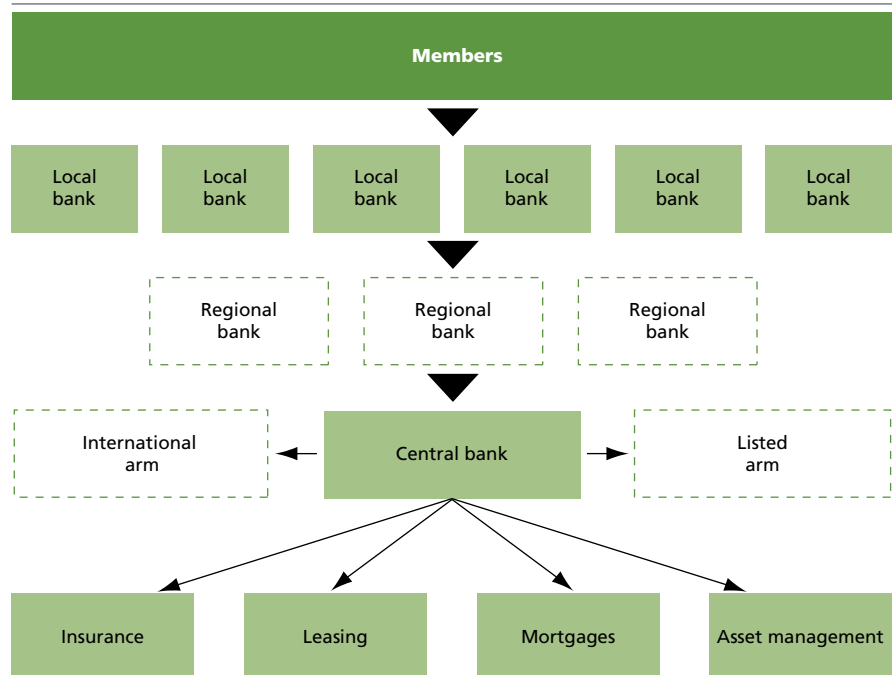 Members
Local
bank
Local
bank
Local
bank
Local
bank
Local
bank
Local
bank
Regional
bank
Regional
bank
Regional
bank
International
arm
Central bank
Listed
arm
Insurance
Leasing
Mortgages
Asset management